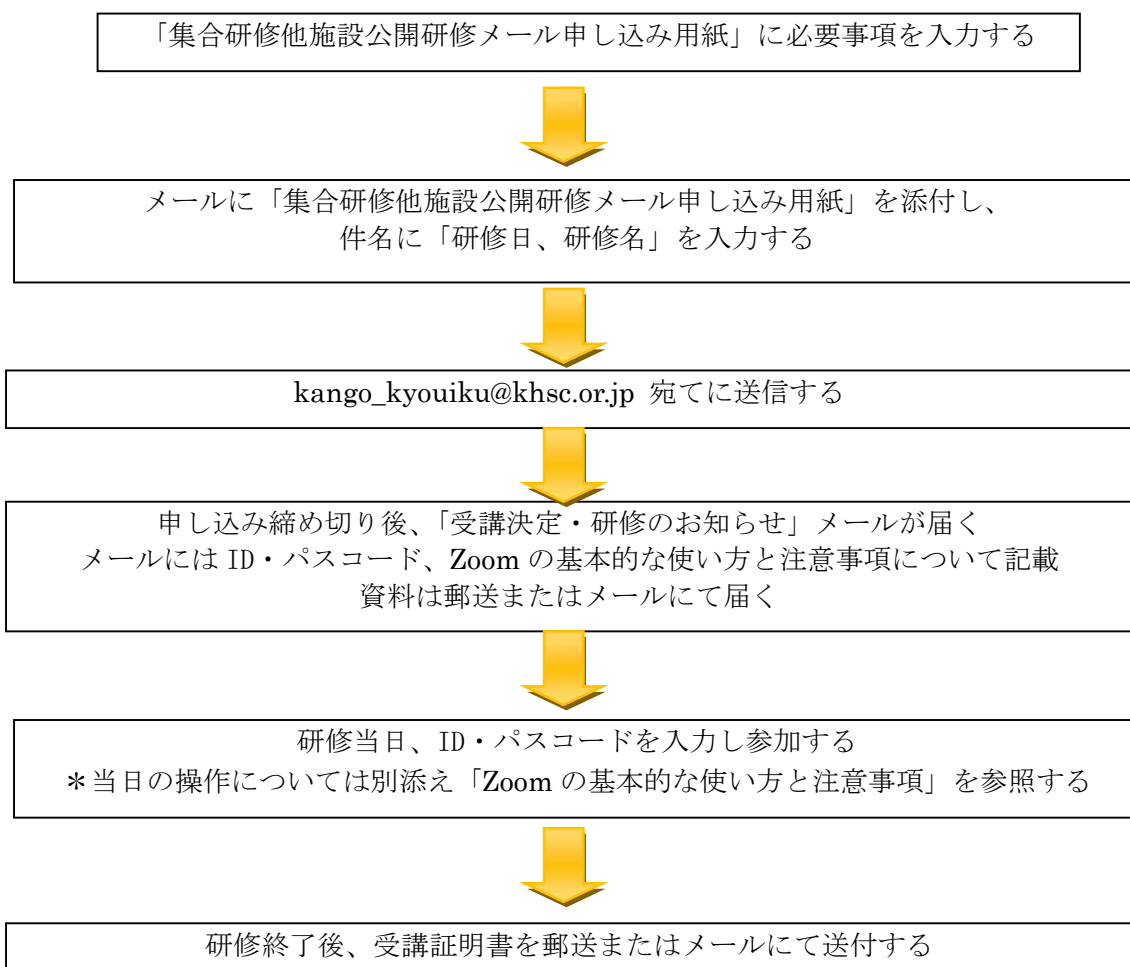 「集合研修他施設公開研修メール申し込み用紙」に必要事項を入力する
メールに「集合研修他施設公開研修メール申し込み用紙」を添付し、
件名に「研修日、研修名」を入力する
kango_kyouiku@khsc.or.jp 宛てに送信する
申し込み締め切り後、「受講決定・研修のお知らせ」メールが届く
メールには ID・パスコード、Zoom の基本的な使い方と注意事項について記載
資料は郵送またはメールにて届く
研修当日、ID・パスコードを入力し参加する
＊当日の操作については別添え「Zoom の基本的な使い方と注意事項」を参照する
研修終了後、受講証明書を郵送またはメールにて送付する